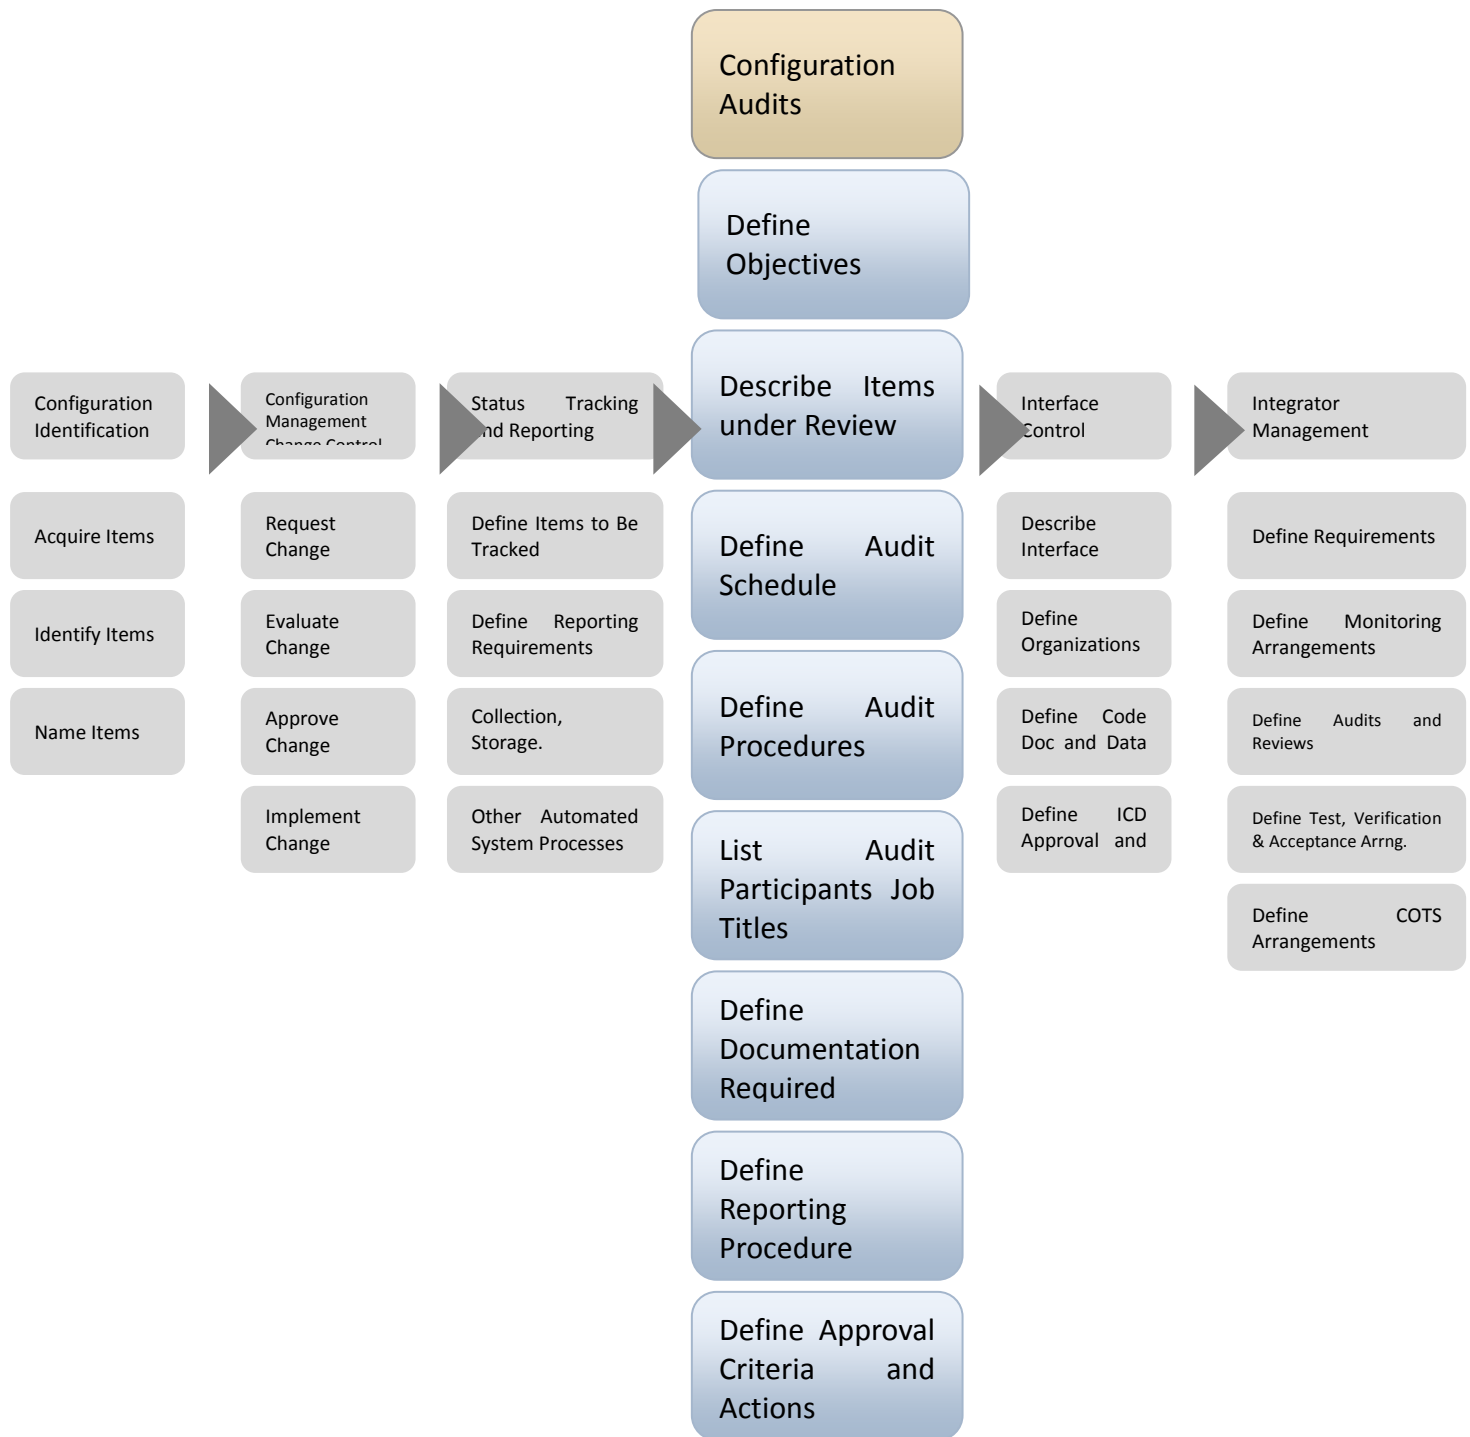 Configuration
Audits
Define
Objectives
Describe Items
under Review
Define Audit
Schedule
Define Audit
Procedures
List Audit
Participants Job
Titles
Define
Documentation
Required
Define
Reporting
Procedure
Define Approval
Criteria and
Actions
Configuration
Identification
Acquire Items
Identify Items
Name Items
Configuration
Management
Change Control
Request
Change
Evaluate
Change
Approve
Change
Implement
Change
Status Tracking
and Reporting
Define Items to Be
Tracked
Define Reporting
Requirements
Collection,
Storage.
Other Automated
System Processes
Interface
Control
Describe
Interface
Define
Organizations
Define Code
Doc and Data
Define ICD
Approval and
Integrator
Management
Define Requirements
Define Monitoring
Arrangements
Define Audits and
Reviews
Define Test, Verification
& Acceptance Arrng.
Define COTS
Arrangements